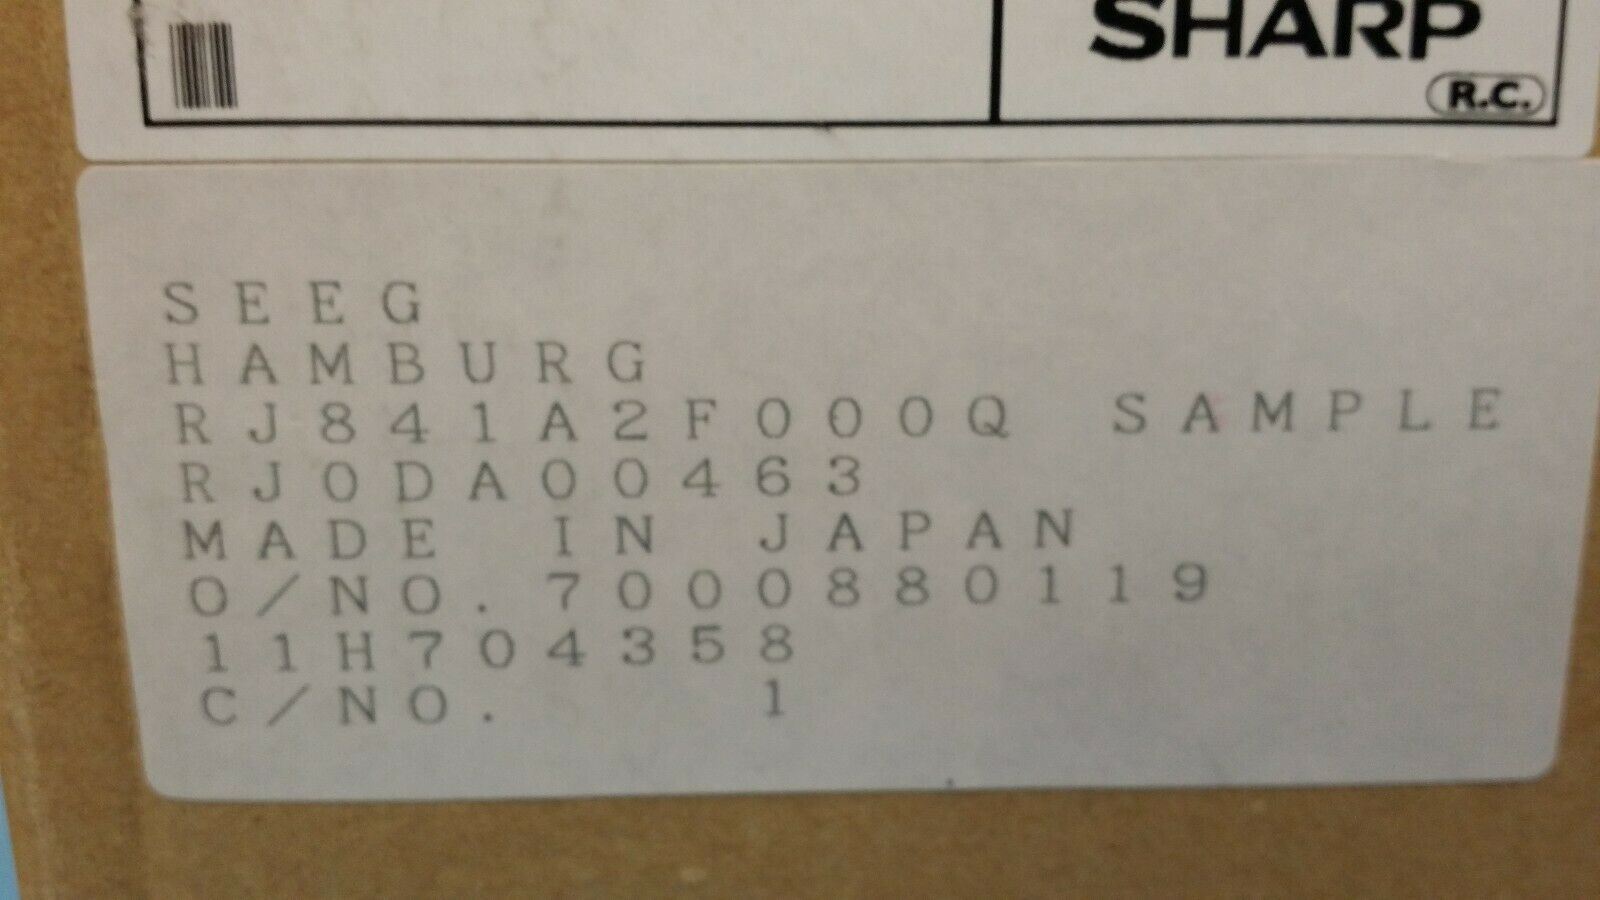 SHARP
R.C.
SEEG
HAMBURG
RJ841A2F000Q SAMPLE
RJ0DA00463
MADE IN JAPAN
O/NO.7000880119
11H704358
C/NO. 1